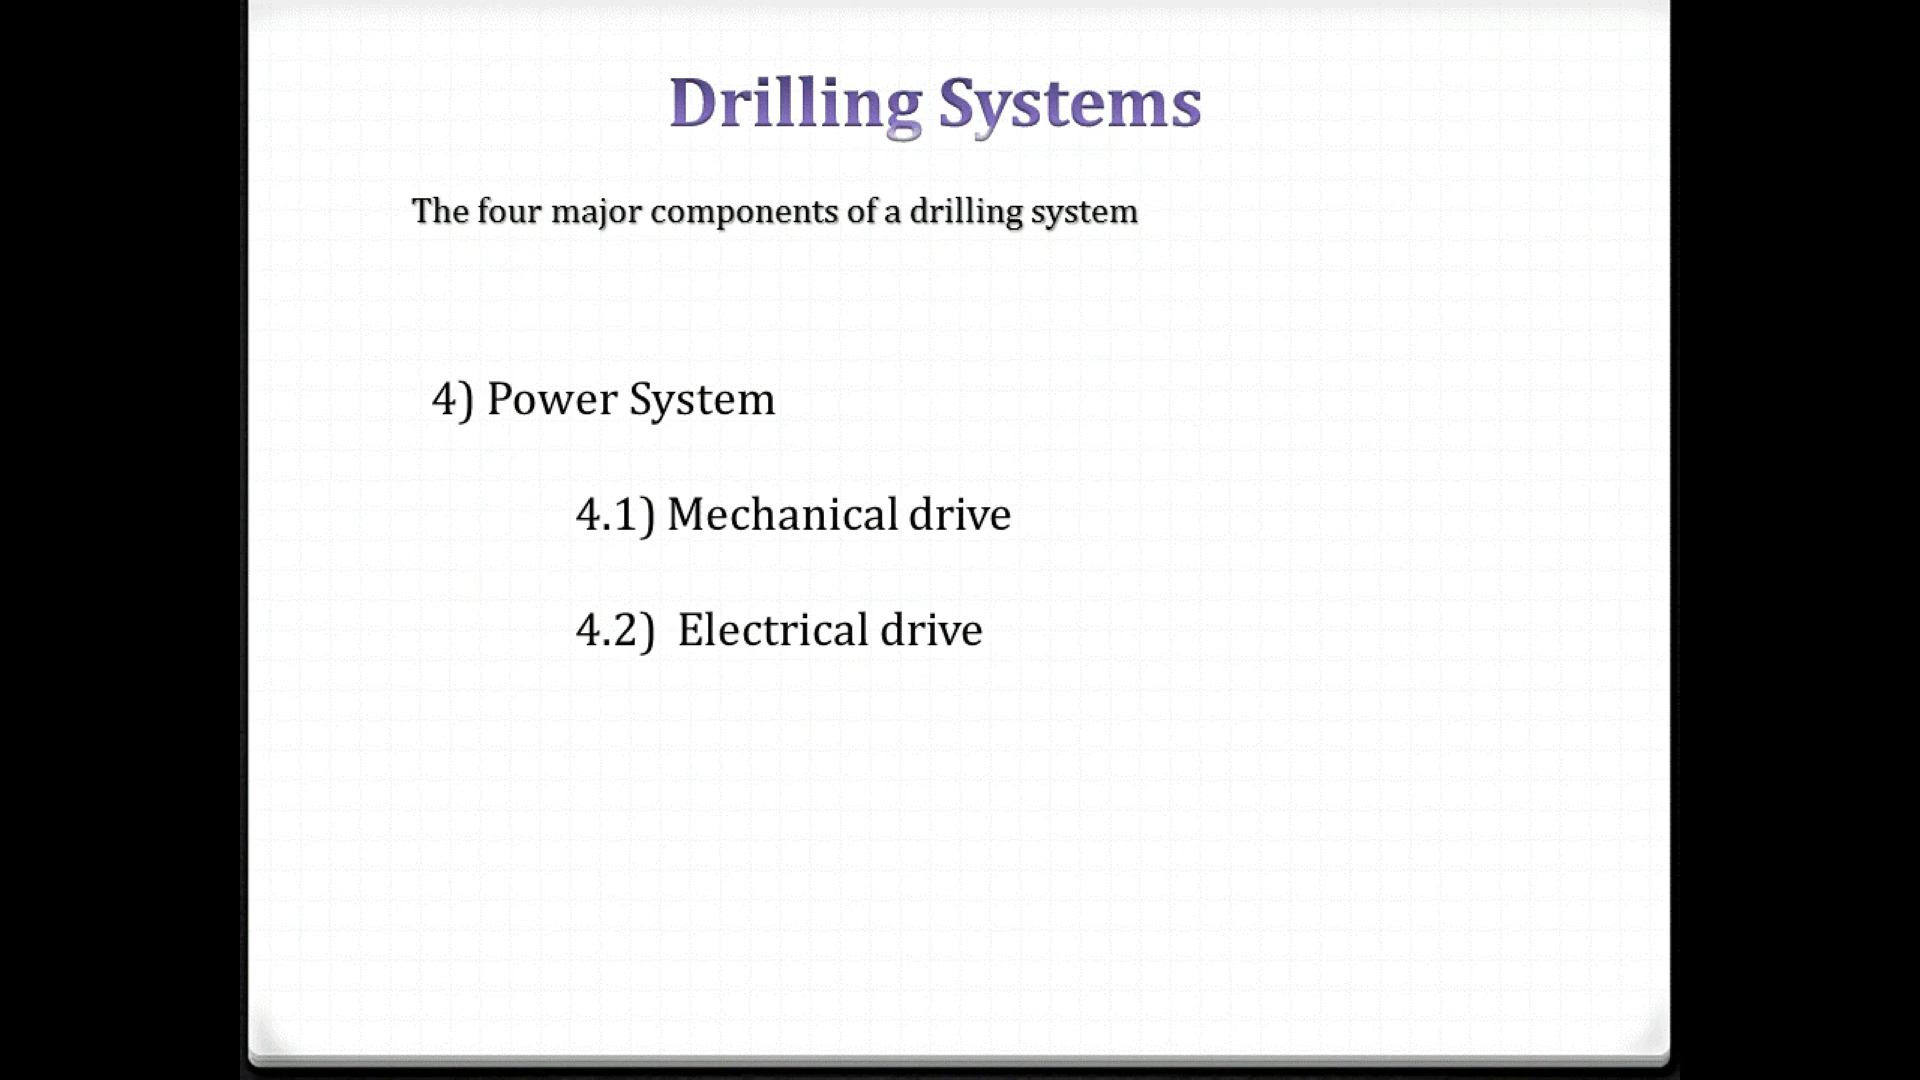 Drilling Systems
The four major components of a drilling system
4) Power System
4.1) Mechanical drive
4.2) Electrical drive